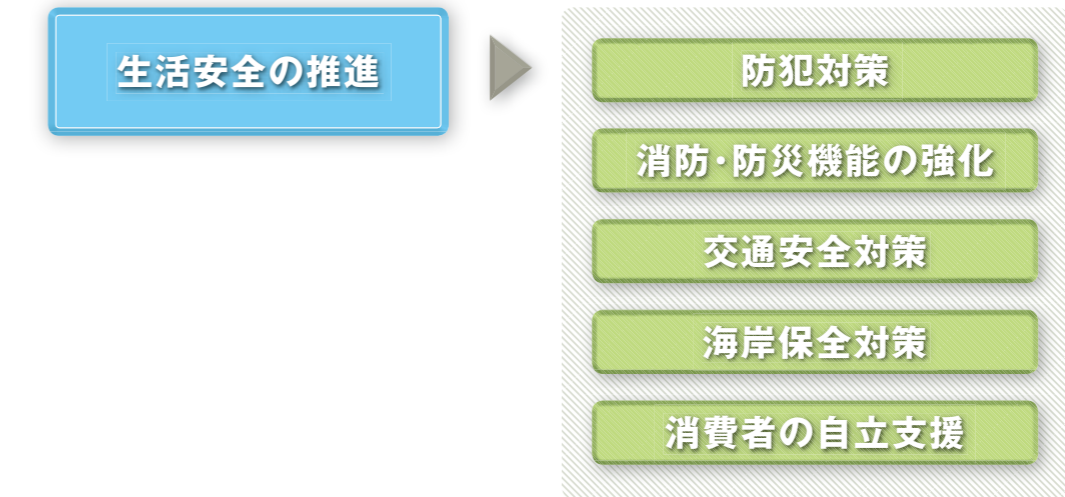 生活安全の推進
防犯対策
消防・防災機能の強化
交通安全対策
海岸保全対策
消費者の自立支援